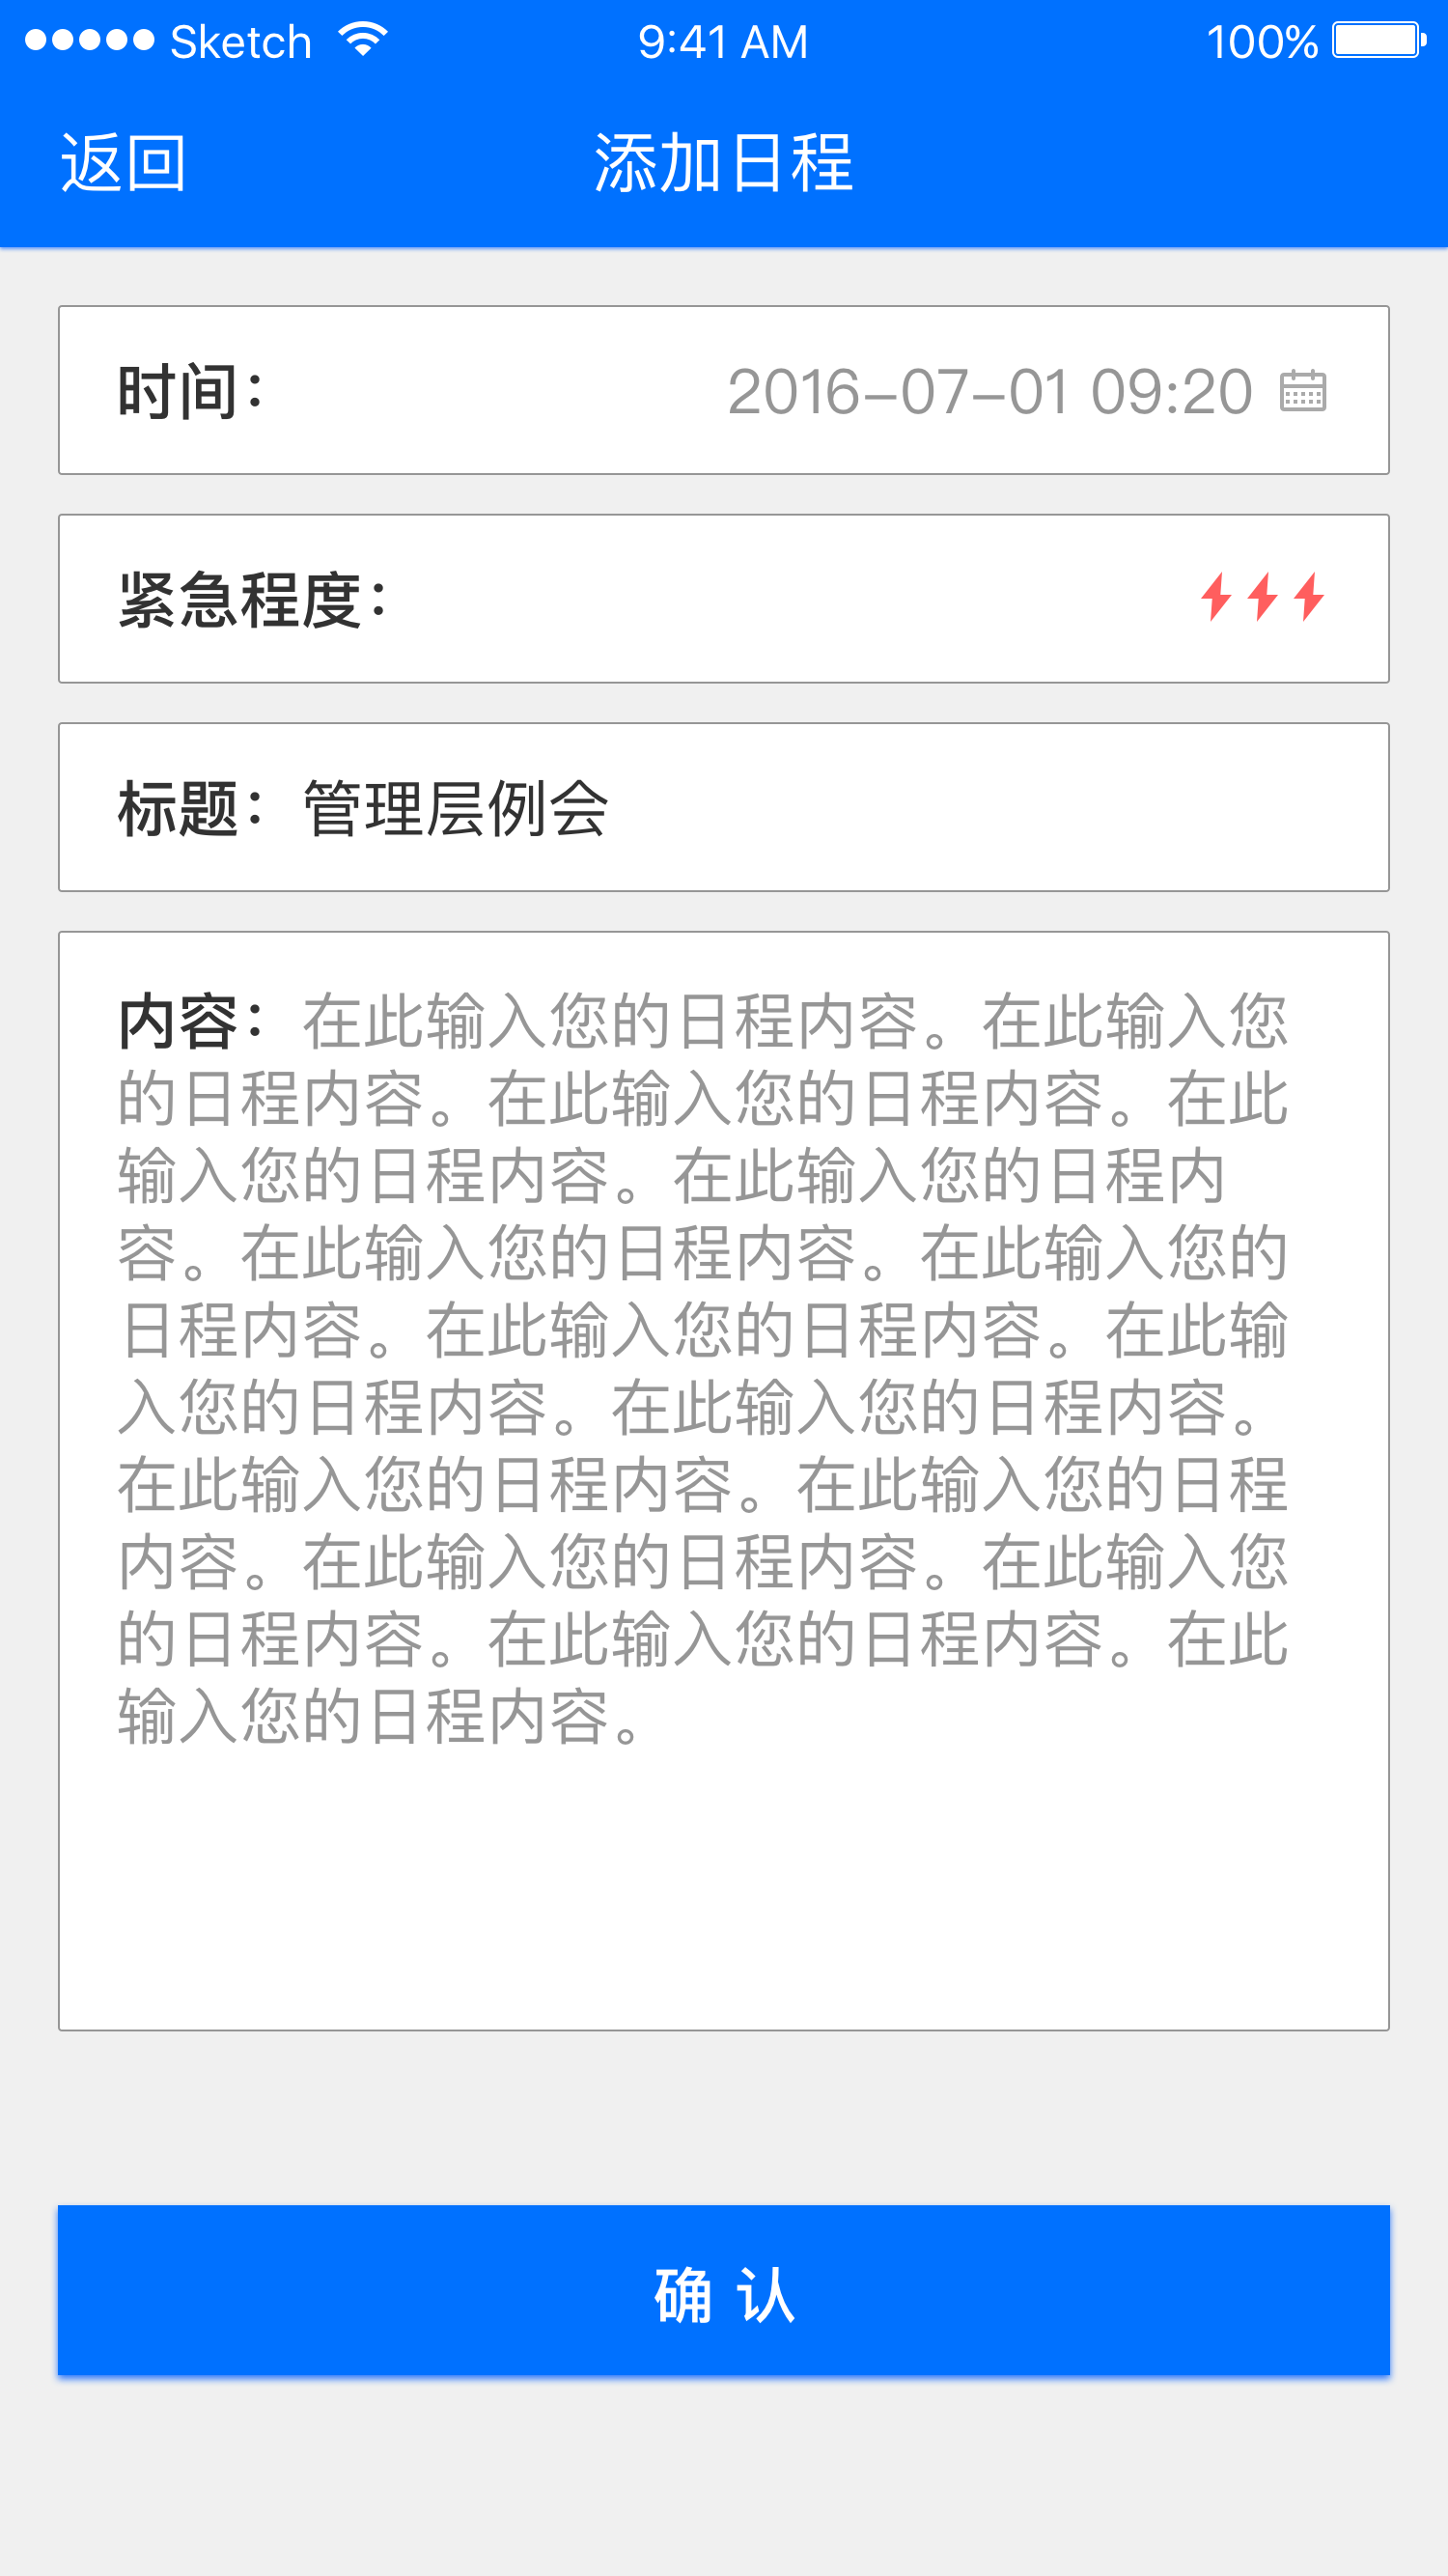 Sketch 9:41 AM 100%
返回 添加日程
时间： 2016-07-01 09:20
紧急程度：
标题：管理层例会
内容：在此输入您的日程内容。在此输入您
的日程内容。在此输入您的日程内容。在此
输入您的日程内容。在此输入您的日程内
容。在此输入您的日程内容。在此输入您的
日程内容。在此输入您的日程内容。在此输
入您的日程内容。在此输入您的日程内容。
在此输入您的日程内容。在此输入您的日程
内容。在此输入您的日程内容。在此输入您
的日程内容。在此输入您的日程内容。在此
输入您的日程内容。
确 认